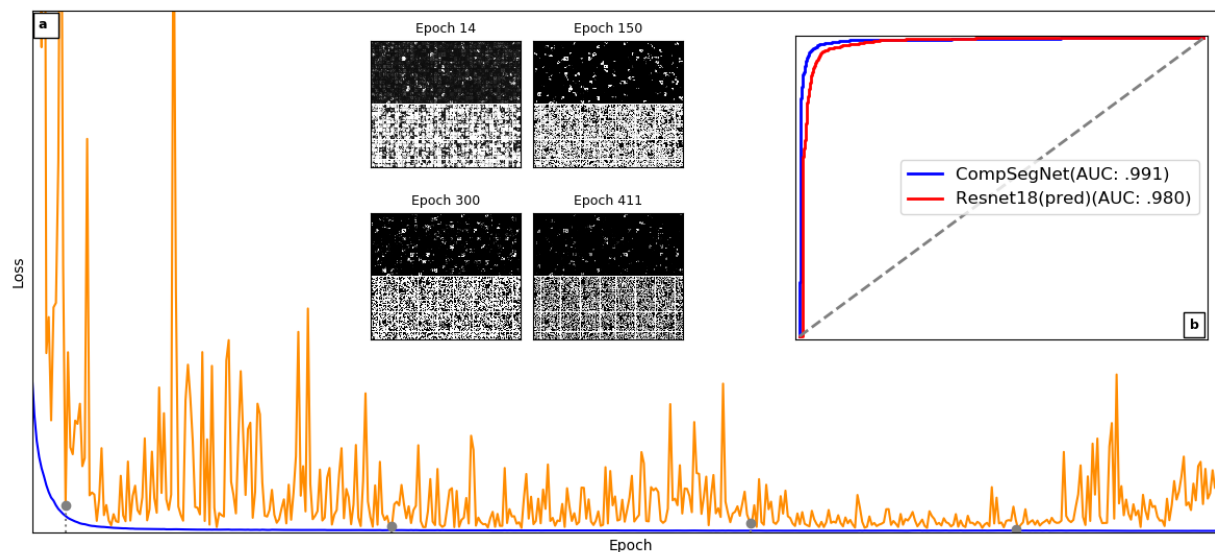 a
Epoch 14
Epoch 150
Epoch 300
Epoch 411
CompSegNet(AUC: .991)
Resnet18(pred)(AUC: .980)
b
Loss
Epoch